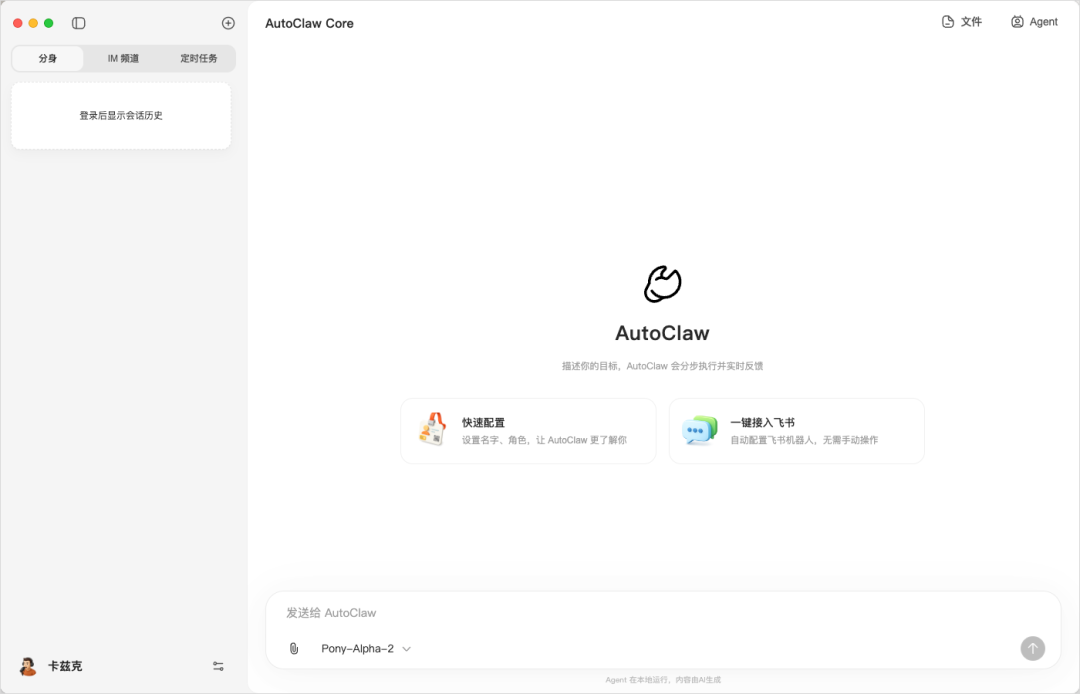 AutoClaw Core
文件
Agent
分身
IM 频道
定时任务
登录后显示会话历史
AutoClaw
描述你的目标，AutoClaw 会分步执行并实时反馈
快速配置
设置名字、角色，让 AutoClaw 更了解你
一键接入飞书
自动配置飞书机器人，无需手动操作
发送给 AutoClaw
Pony-Alpha-2
卡兹克
Agent 在本地运行，内容由AI生成